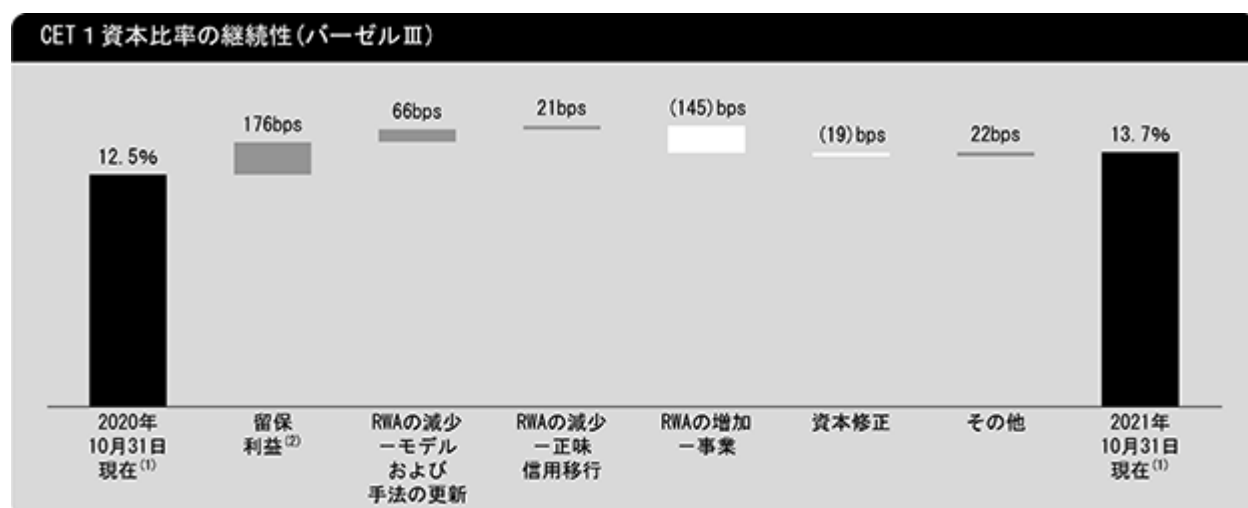 CET 1 資本比率の継続性(バーゼルⅢ)
12.5%
176bps
66bps
21bps
(145)bps
(19)bps
22bps
13.7%
2020年
10月31日
現在(1)
留保
利益(2)
RWAの減少
－モデル
および
手法の更新
RWAの減少
－正味
信用移行
RWAの増加
－事業
資本修正
その他
2021年
10月31日
現在(1)